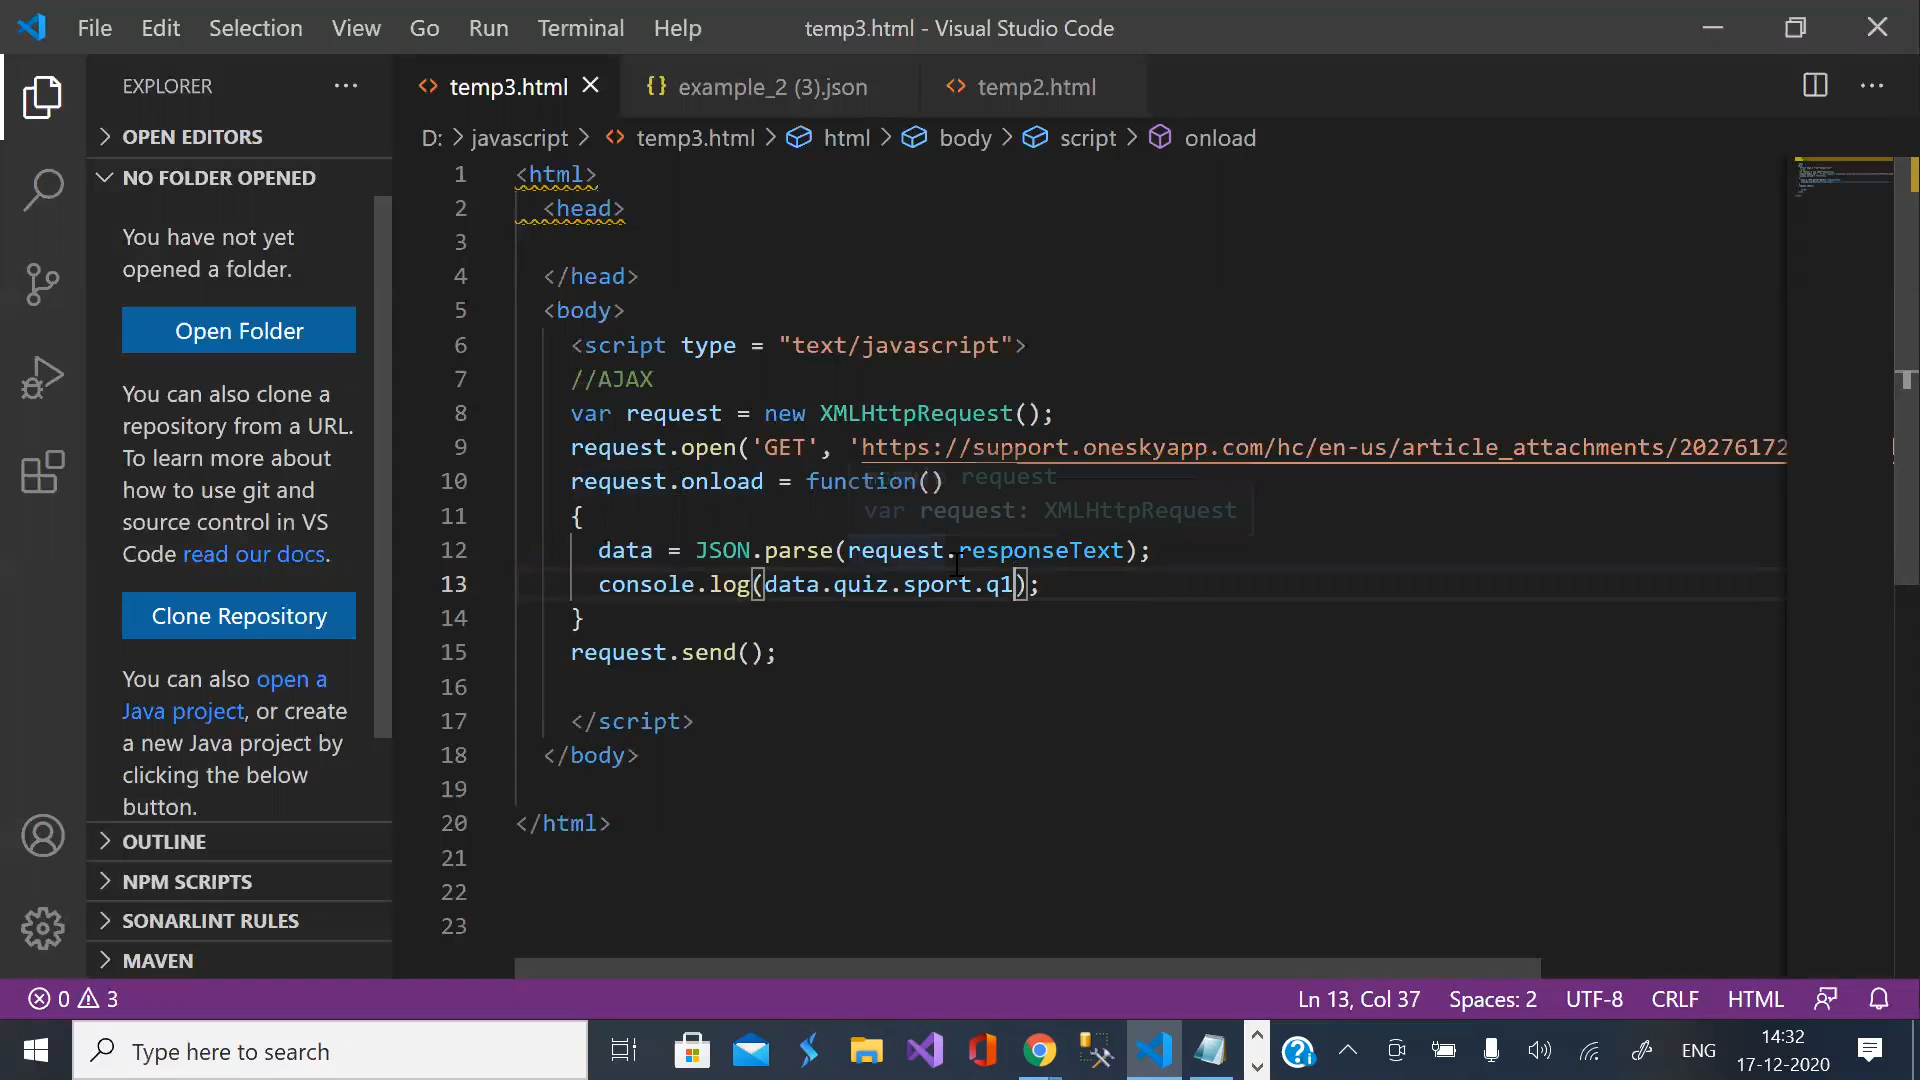 File Edit Selection View Go Run Terminal Help temp3.html - Visual Studio Code
EXPLORER
OPEN EDITORS
NO FOLDER OPENED
You have not yet
opened a folder.
Open Folder
You can also clone a
repository from a URL.
To learn more about
how to use git and
source control in VS
Code read our docs.
Clone Repository
You can also open a
Java project, or create
a new Java project by
clicking the below
button.
OUTLINE
NPM SCRIPTS
SONARLINT RULES
MAVEN
temp3.html example_2 (3).json temp2.html
D: > javascript > temp3.html > html > body > script > onload
1 <html>
2 <head>
3
4 </head>
5 <body>
6 <script type = "text/javascript">
7 //AJAX
8 var request = new XMLHttpRequest();
9 request.open('GET', 'https://support.oneskyapp.com/hc/en-us/article_attachments/20276172
10 request.onload = function()
request
var request: XMLHttpRequest
11 {
12 data = JSON.parse(request.responseText);
13 console.log(data.quiz.sport.q1);
14 }
15 request.send();
16
17 </script>
18 </body>
19
20 </html>
21
22
23
0 3 Ln 13, Col 37 Spaces: 2 UTF-8 CRLF HTML
Type here to search
ENG
14:32
17-12-2020